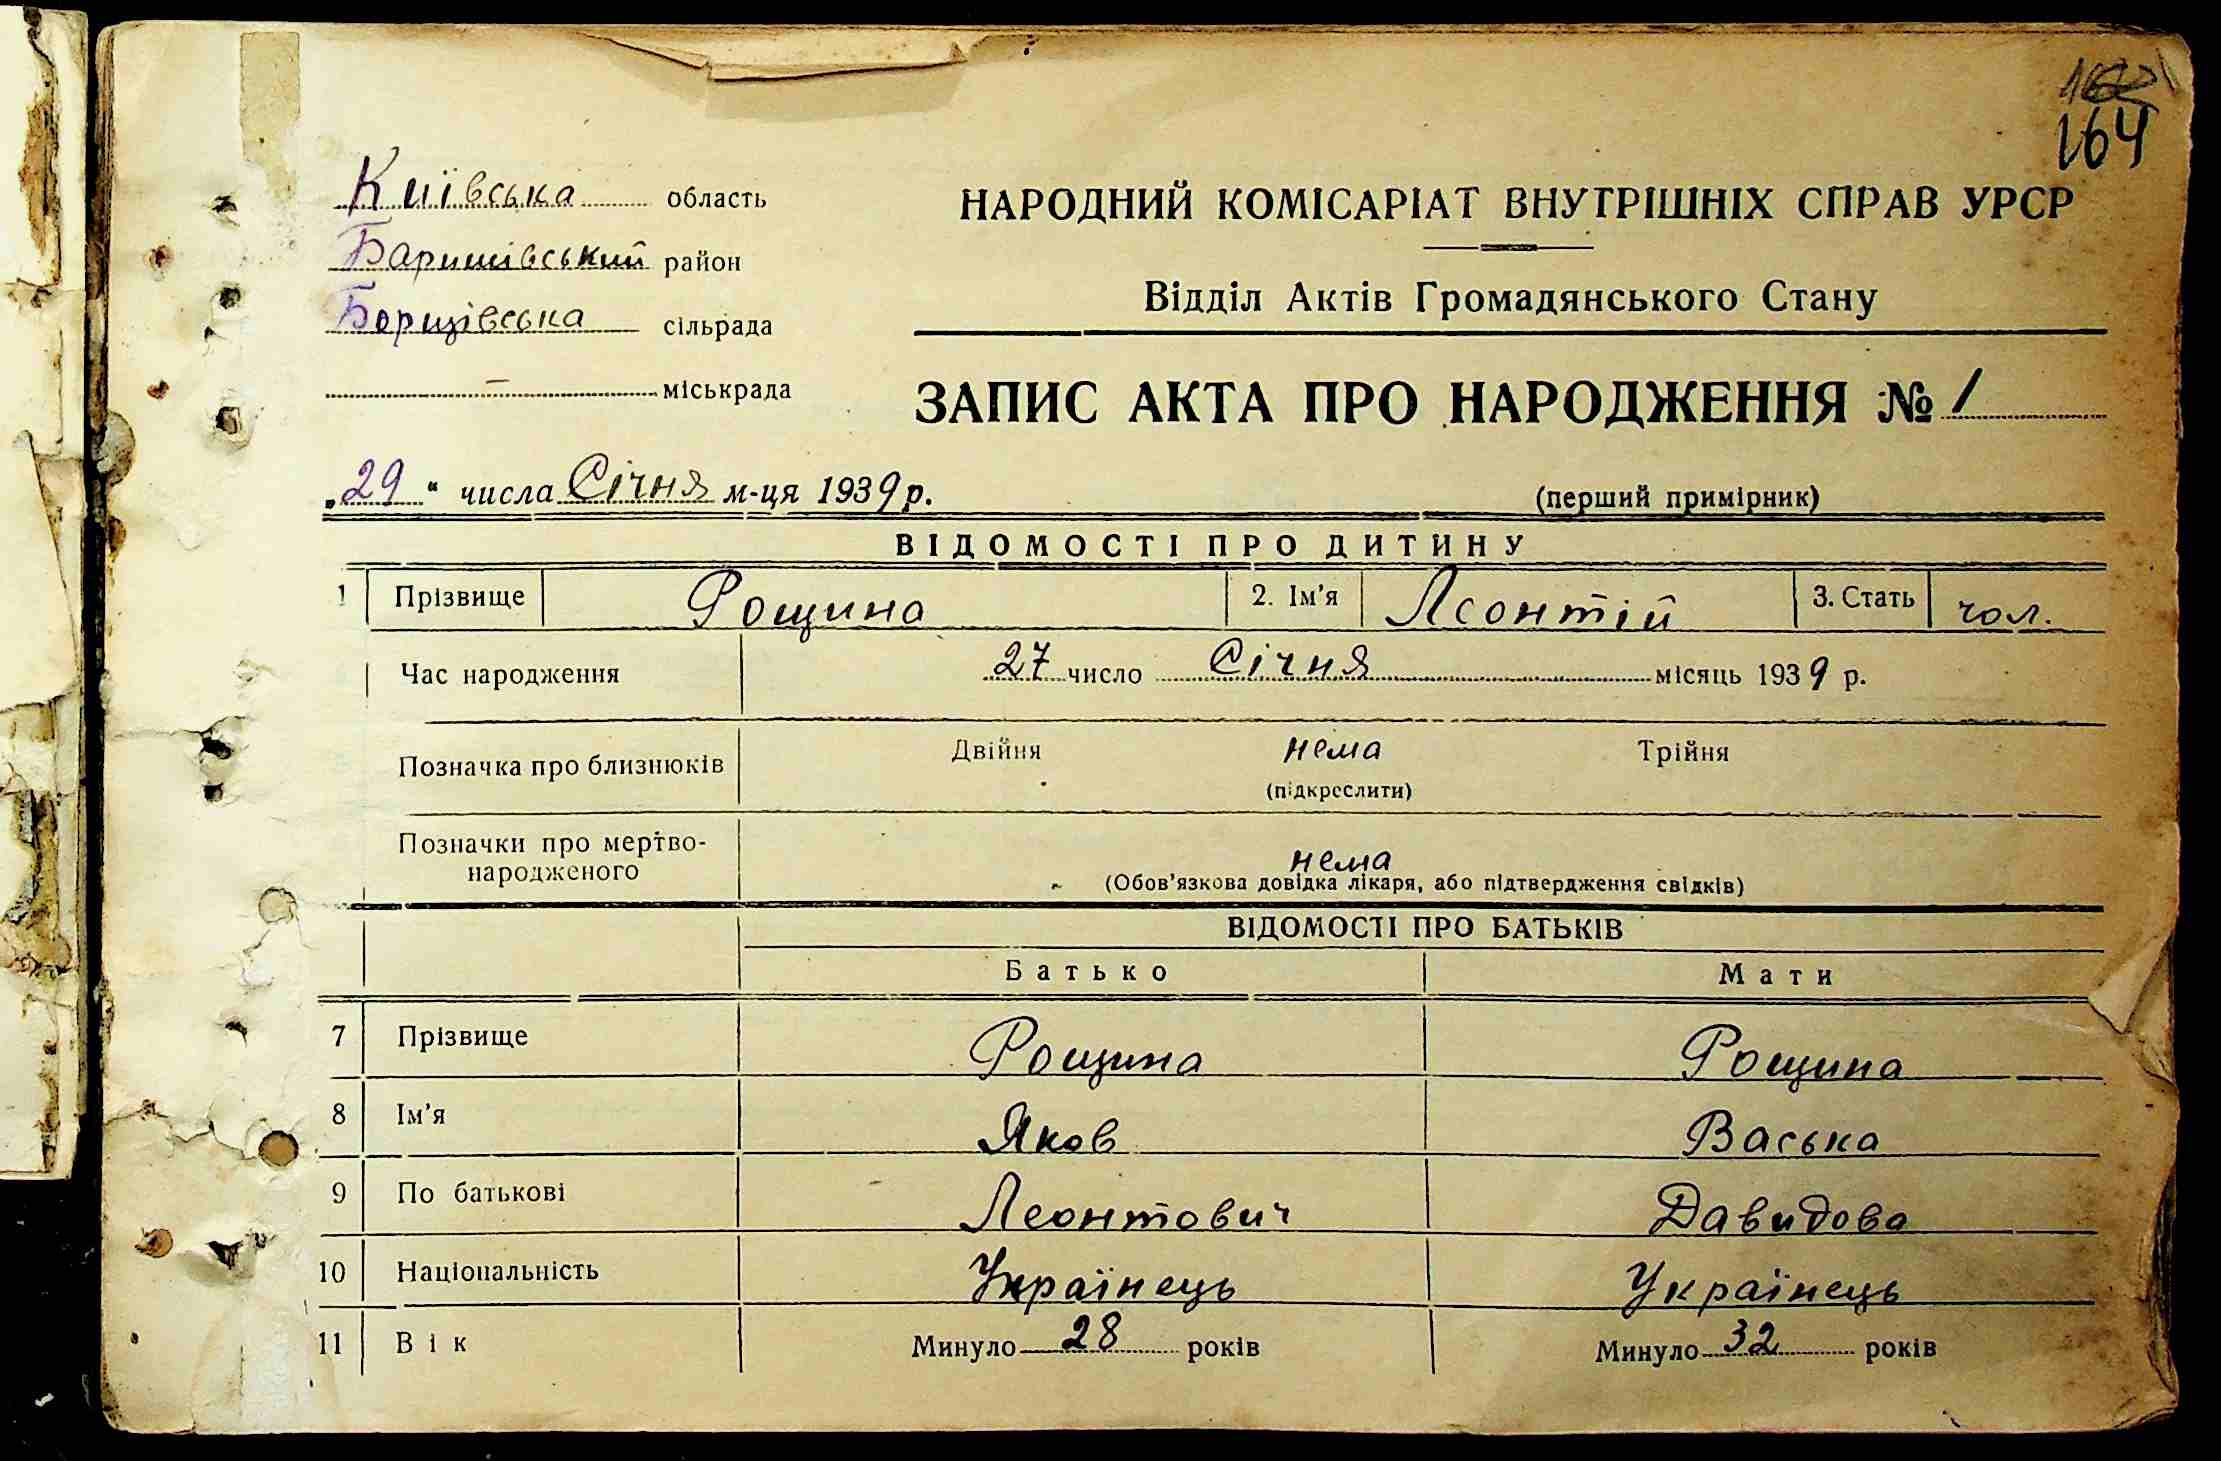 164
Київська область
Баришівський район
Борщівська сільрада
— міськрада
НАРОДНИЙ КОМІСАРІАТ ВНУТРІШНІХ СПРАВ УРСР
Відділ Актів Громадянського Стану
ЗАПИС АКТА ПРО НАРОДЖЕННЯ № 1
„29“ числа Січня м-ця 1939 р.
(перший примірник)
ВІДОМОСТІ ПРО ДИТИНУ
1 Прізвище Рощина 2. Ім'я Леонтій 3. Стать чол.
Час народження 27 число Січня місяць 1939 р.
Позначка про близнюків Двійня нема Трійня
(підкреслити)
Позначки про мертво-
народженого нема
(Обов'язкова довідка лікаря, або підтвердження свідків)
ВІДОМОСТІ ПРО БАТЬКІВ
Батько Мати
7 Прізвище Рощина Рощина
8 Ім'я Яков Васька
9 По батькові Леонтович Давидова
10 Національність Українець Українець
11 Вік Минуло 28 років Минуло 32 років